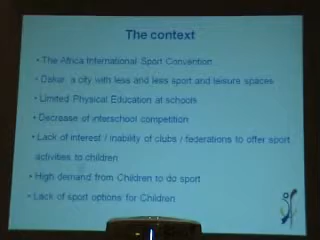 The context
• The Africa International Sport Convention
• Dakar, a city with less and less sport and leisure spaces
• Limited Physical Education at schools
• Decrease of interschool competition
• Lack of interest / inability of clubs / federations to offer sport
activities to children
• High demand from Children to do sport
• Lack of sport options for Children